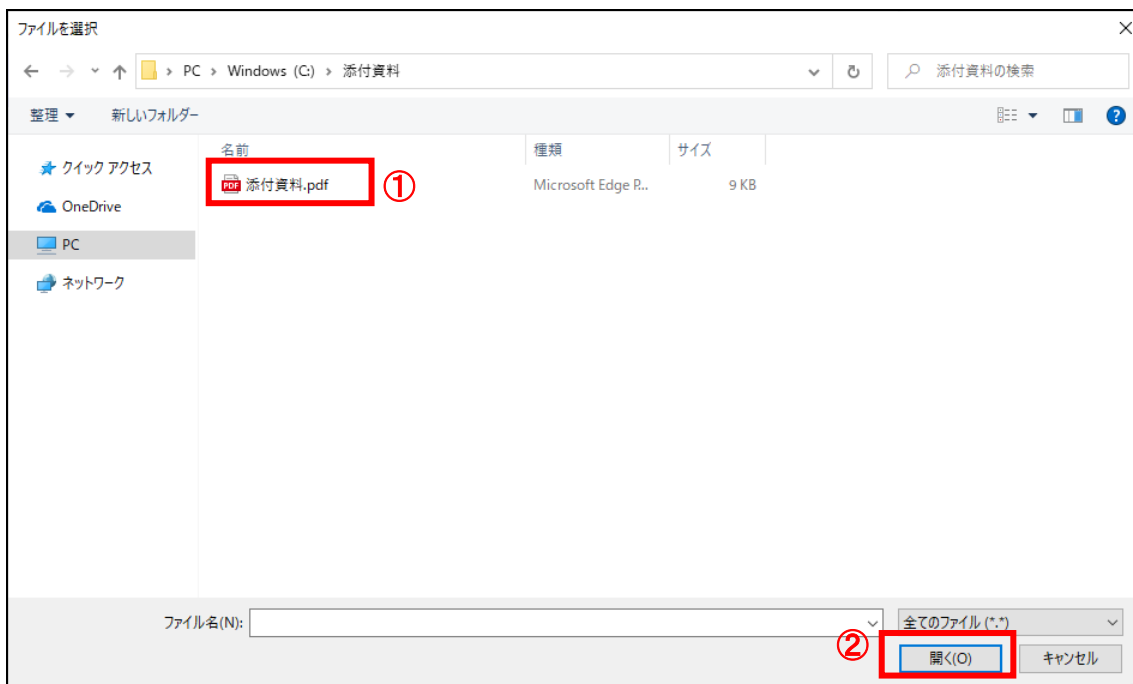 ファイルを選択
PC › Windows (C:) › 添付資料
添付資料の検索
整理 新しいフォルダー
名前 種類 サイズ
クイック アクセス
添付資料.pdf Microsoft Edge P... 9 KB
①
OneDrive
PC
ネットワーク
ファイル名(N): 全てのファイル (*.*)
②
開く(O) キャンセル